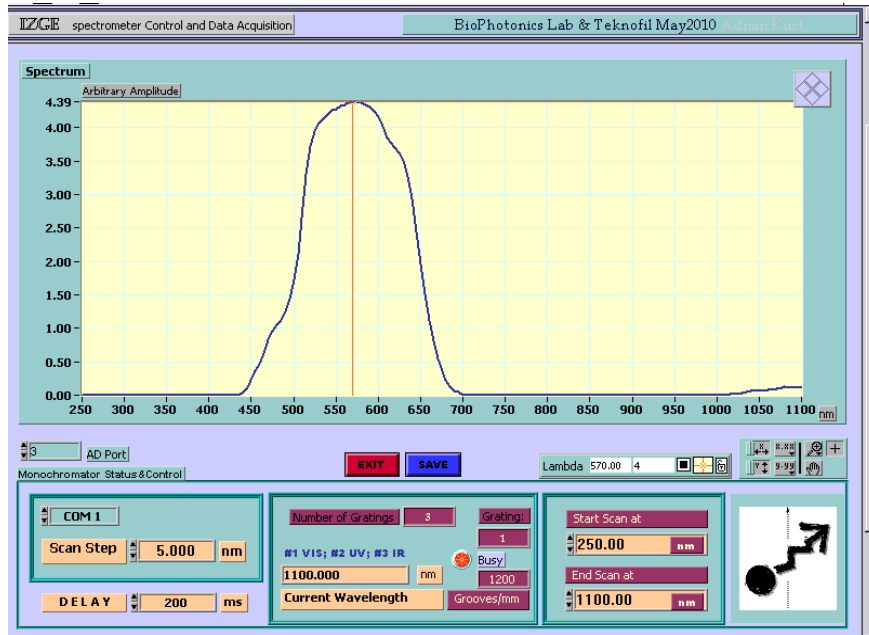 IZGE spectrometer Control and Data Acquisition
BioPhotonics Lab & Teknofil May2010 Adnan Kurt
Spectrum
Arbitrary Amplitude
4.39
4.00
3.50
3.00
2.50
2.00
1.50
1.00
0.50
0.00
250 300 350 400 450 500 550 600 650 700 750 800 850 900 950 1000 1050 1100 nm
3 AD Port
EXIT SAVE
Lambda 570.00 4
Monochromator Status&Control
COM 1
Scan Step 5.000 nm
DELAY 200 ms
Number of Gratings 3
Grating:
1
#1 VIS; #2 UV; #3 IR
Busy
1100.000 nm
1200
Current Wavelength
Grooves/mm
Start Scan at
250.00 nm
End Scan at
1100.00 nm